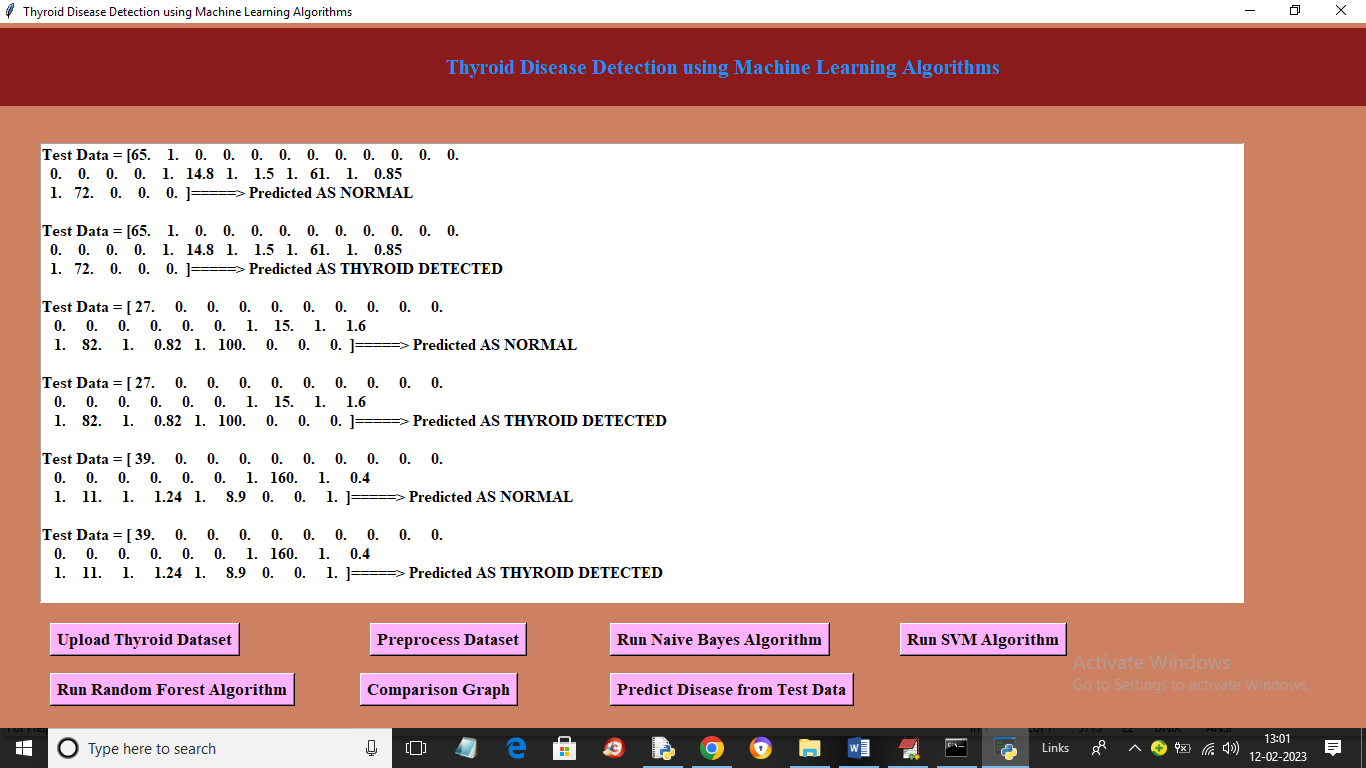 Thyroid Disease Detection using Machine Learning Algorithms
Thyroid Disease Detection using Machine Learning Algorithms
Test Data = [65. 1. 0. 0. 0. 0. 0. 0. 0. 0. 0. 0.
0. 0. 0. 0. 1. 14.8 1. 1.5 1. 61. 1. 0.85
1. 72. 0. 0. 0. ]=====> Predicted AS NORMAL
Test Data = [65. 1. 0. 0. 0. 0. 0. 0. 0. 0. 0. 0.
0. 0. 0. 0. 1. 14.8 1. 1.5 1. 61. 1. 0.85
1. 72. 0. 0. 0. ]=====> Predicted AS THYROID DETECTED
Test Data = [ 27. 0. 0. 0. 0. 0. 0. 0. 0. 0.
0. 0. 0. 0. 0. 0. 1. 15. 1. 1.6
1. 82. 1. 0.82 1. 100. 0. 0. 0. ]=====> Predicted AS NORMAL
Test Data = [ 27. 0. 0. 0. 0. 0. 0. 0. 0. 0.
0. 0. 0. 0. 0. 0. 1. 15. 1. 1.6
1. 82. 1. 0.82 1. 100. 0. 0. 0. ]=====> Predicted AS THYROID DETECTED
Test Data = [ 39. 0. 0. 0. 0. 0. 0. 0. 0. 0.
0. 0. 0. 0. 0. 0. 1. 160. 1. 0.4
1. 11. 1. 1.24 1. 8.9 0. 0. 1. ]=====> Predicted AS NORMAL
Test Data = [ 39. 0. 0. 0. 0. 0. 0. 0. 0. 0.
0. 0. 0. 0. 0. 0. 1. 160. 1. 0.4
1. 11. 1. 1.24 1. 8.9 0. 0. 1. ]=====> Predicted AS THYROID DETECTED
Upload Thyroid Dataset Preprocess Dataset Run Naive Bayes Algorithm Run SVM Algorithm
Activate Windows
Go to Settings to activate Windows.
Run Random Forest Algorithm Comparison Graph Predict Disease from Test Data
Type here to search Links 13:01
12-02-2023